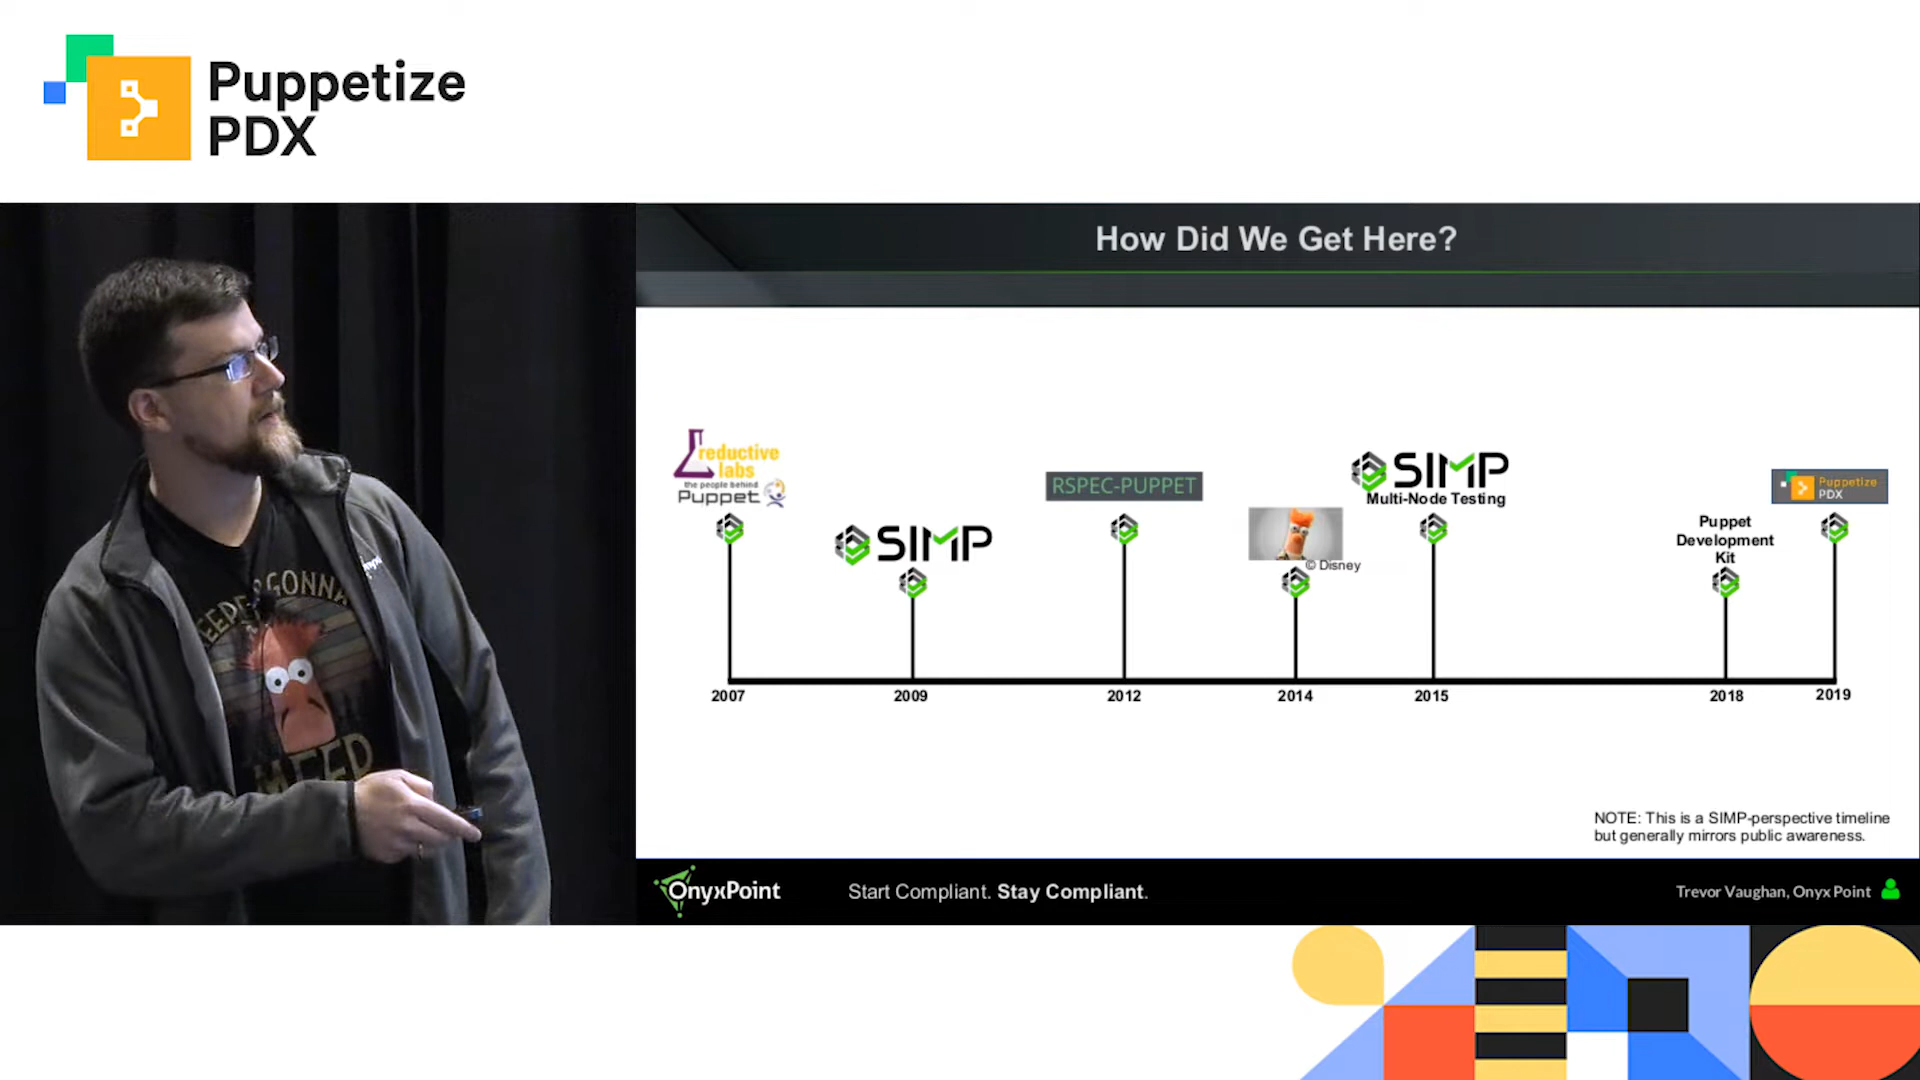 Puppetize
PDX
How Did We Get Here?
reductive
labs
the people behind
Puppet
SIMP
RSPEC-PUPPET
© Disney
SIMP
Multi-Node Testing
Puppet
Development
Kit
Puppetize
PDX
2007
2009
2012
2014
2015
2018
2019
NOTE: This is a SIMP-perspective timeline
but generally mirrors public awareness.
OnyxPoint
Start Compliant. Stay Compliant.
Trevor Vaughan, Onyx Point
GONNA
MEEP